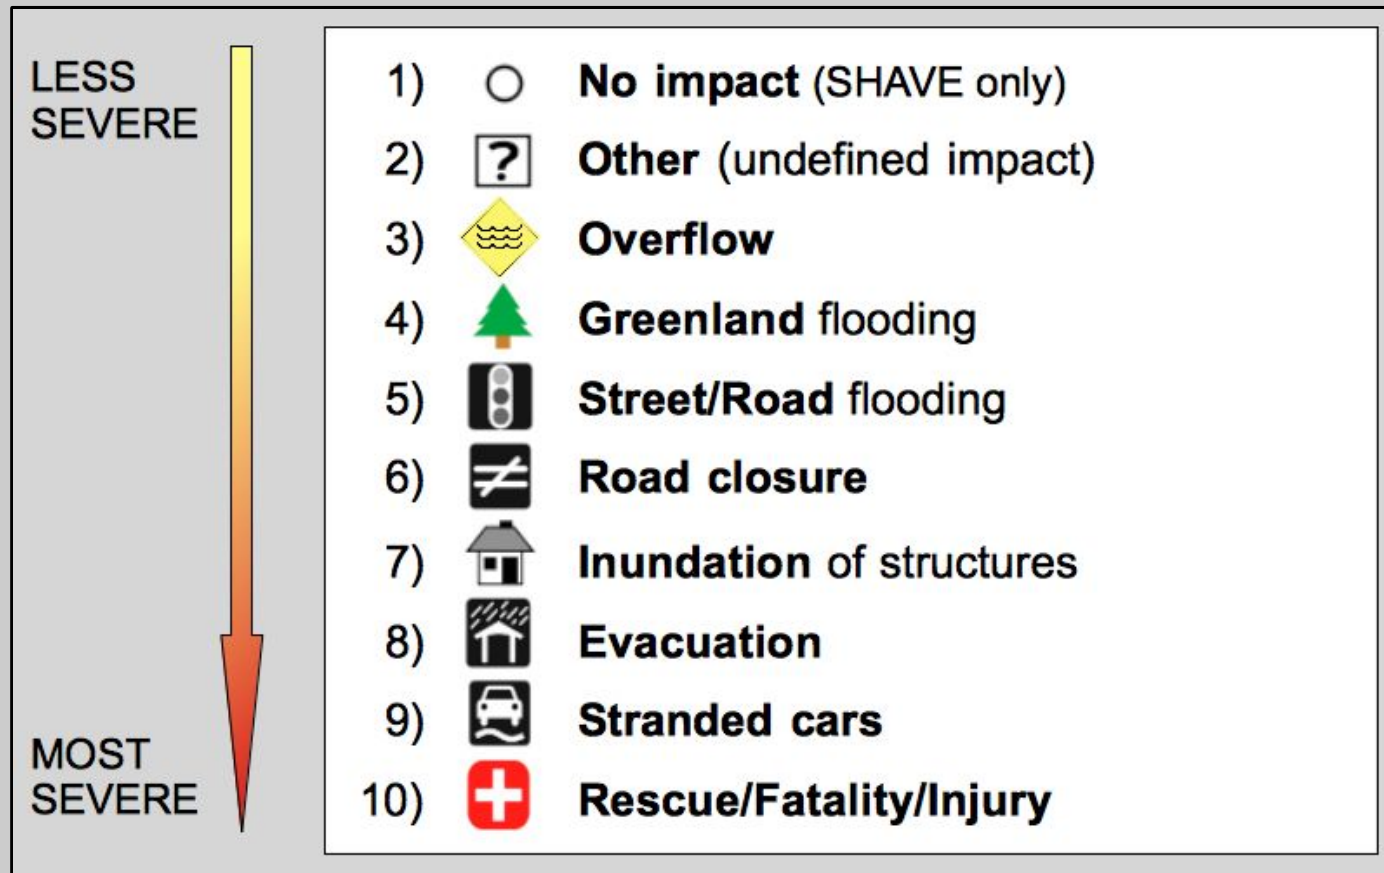 LESS
SEVERE
1) No impact (SHAVE only)
2) ? Other (undefined impact)
3) Overflow
4) Greenland flooding
5) Street/Road flooding
6) Road closure
7) Inundation of structures
8) Evacuation
9) Stranded cars
MOST
SEVERE
10) Rescue/Fatality/Injury